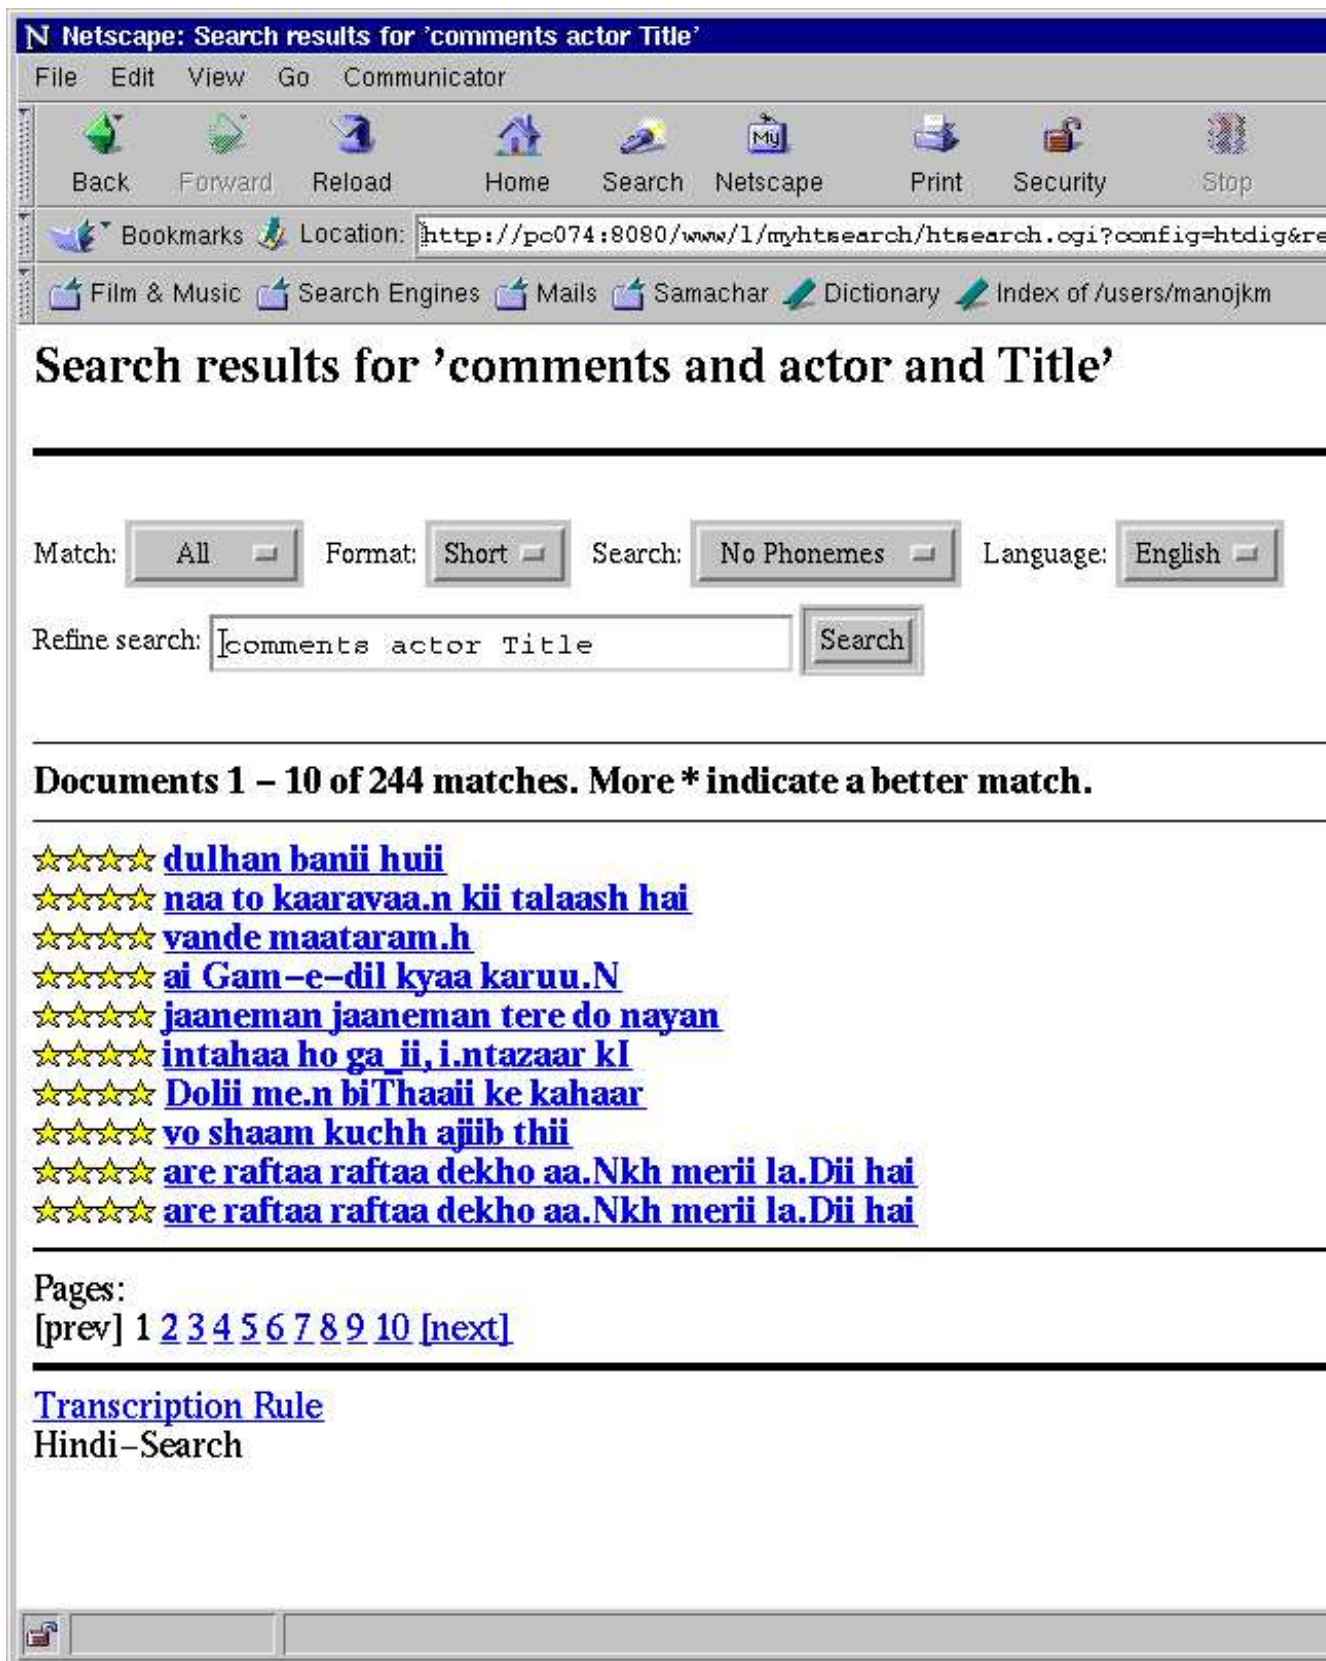 N Netscape: Search results for 'comments actor Title'
File Edit View Go Communicator
My
Back Forward Reload Home Search Netscape Print Security Stop
Bookmarks Location: http://pc074:8080/www/1/myhtsearch/htsearch.cgi?config=htdig&re
Film & Music Search Engines Mails Samachar Dictionary Index of /users/manojkm
Search results for 'comments and actor and Title'
Match: All Format: Short Search: No Phonemes Language: English
Refine search: comments actor Title Search
Documents 1 – 10 of 244 matches. More * indicate a better match.
dulhan banii huii
naa to kaaravaa.n kii talaash hai
vande maataram.h
ai Gam–e–dil kyaa karuu.N
jaaneman jaaneman tere do nayan
intahaa ho ga_ii, i.ntazaar kI
Dolii me.n biThaaii ke kahaar
vo shaam kuchh ajiib thii
are raftaa raftaa dekho aa.Nkh merii la.Dii hai
are raftaa raftaa dekho aa.Nkh merii la.Dii hai
Pages:
[prev] 1 2 3 4 5 6 7 8 9 10 [next]
Transcription Rule
Hindi–Search